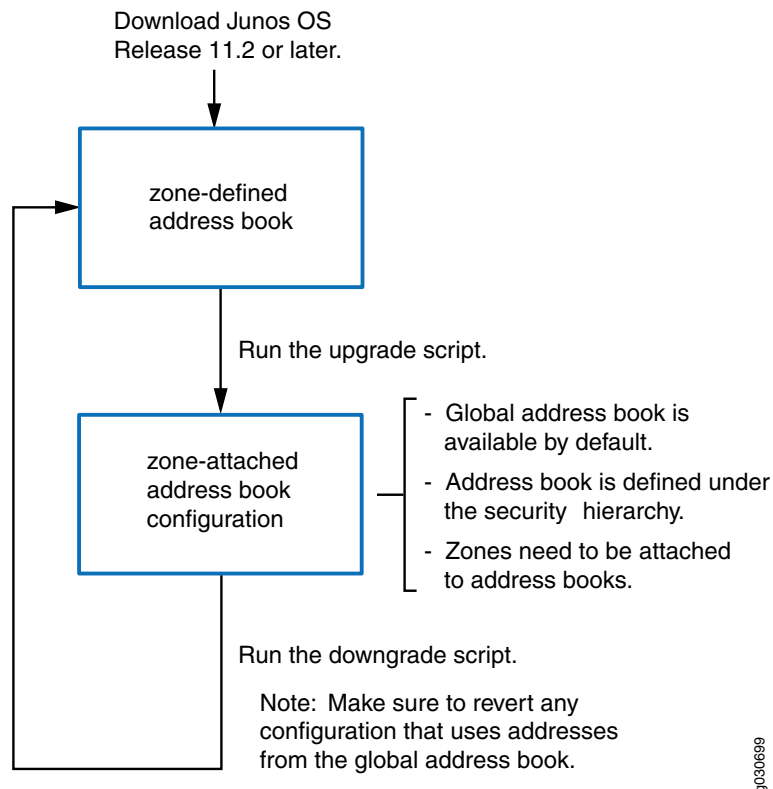 Download Junos OS
Release 11.2 or later.
zone-defined
address book
Run the upgrade script.
zone-attached
address book
configuration
- Global address book is
available by default.
- Address book is defined under
the security hierarchy.
- Zones need to be attached
to address books.
Run the downgrade script.
Note: Make sure to revert any
configuration that uses addresses
from the global address book.
g030699